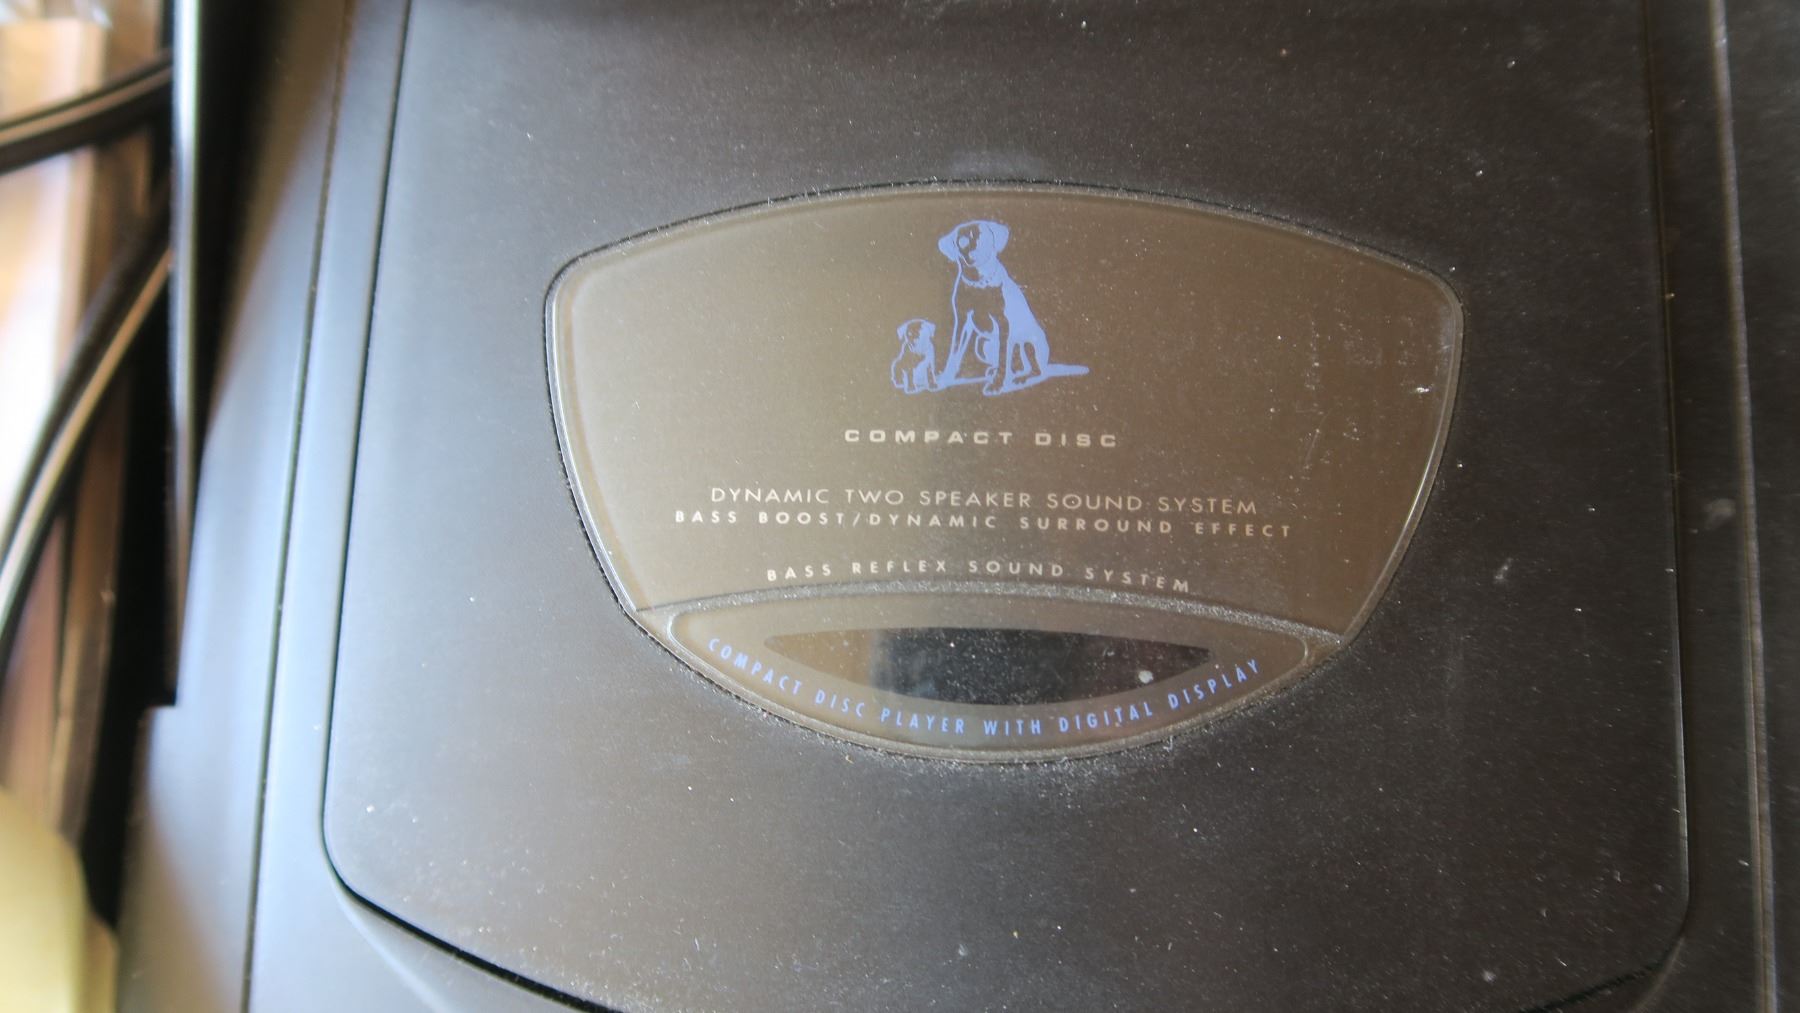 COMPACT DISC
DYNAMIC TWO SPEAKER SOUND SYSTEM
BASS BOOST/DYNAMIC SURROUND EFFECT
BASS REFLEX SOUND SYSTEM
COMPACT DISC PLAYER WITH DIGITAL DISPLAY